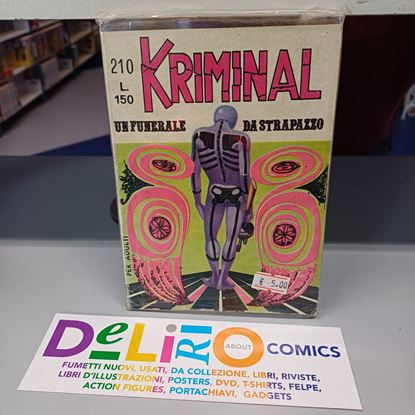 210
L.
150
KRIMINAL
UN FUNERALE DA STRAPAZZO
PER ADULTI
€ 5.00
DeLiRiO ABOUT COMICS
FUMETTI NUOVI, USATI, DA COLLEZIONE, LIBRI, RIVISTE,
LIBRI D'ILLUSTRAZIONI, POSTERS, DVD, T-SHIRTS, FELPE,
ACTION FIGURES, PORTACHIAVI, GADGETS